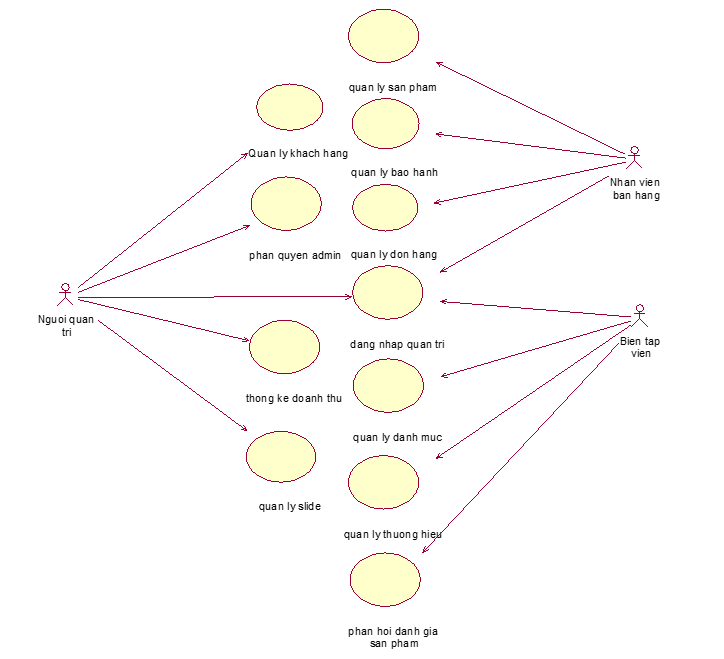 quan ly san pham
Quan ly khach hang
quan ly bao hanh
Nhan vien
ban hang
phan quyen admin
quan ly don hang
Nguoi quan
tri
dang nhap quan tri
Bien tap
vien
thong ke doanh thu
quan ly danh muc
quan ly slide
quan ly thuong hieu
phan hoi danh gia
san pham